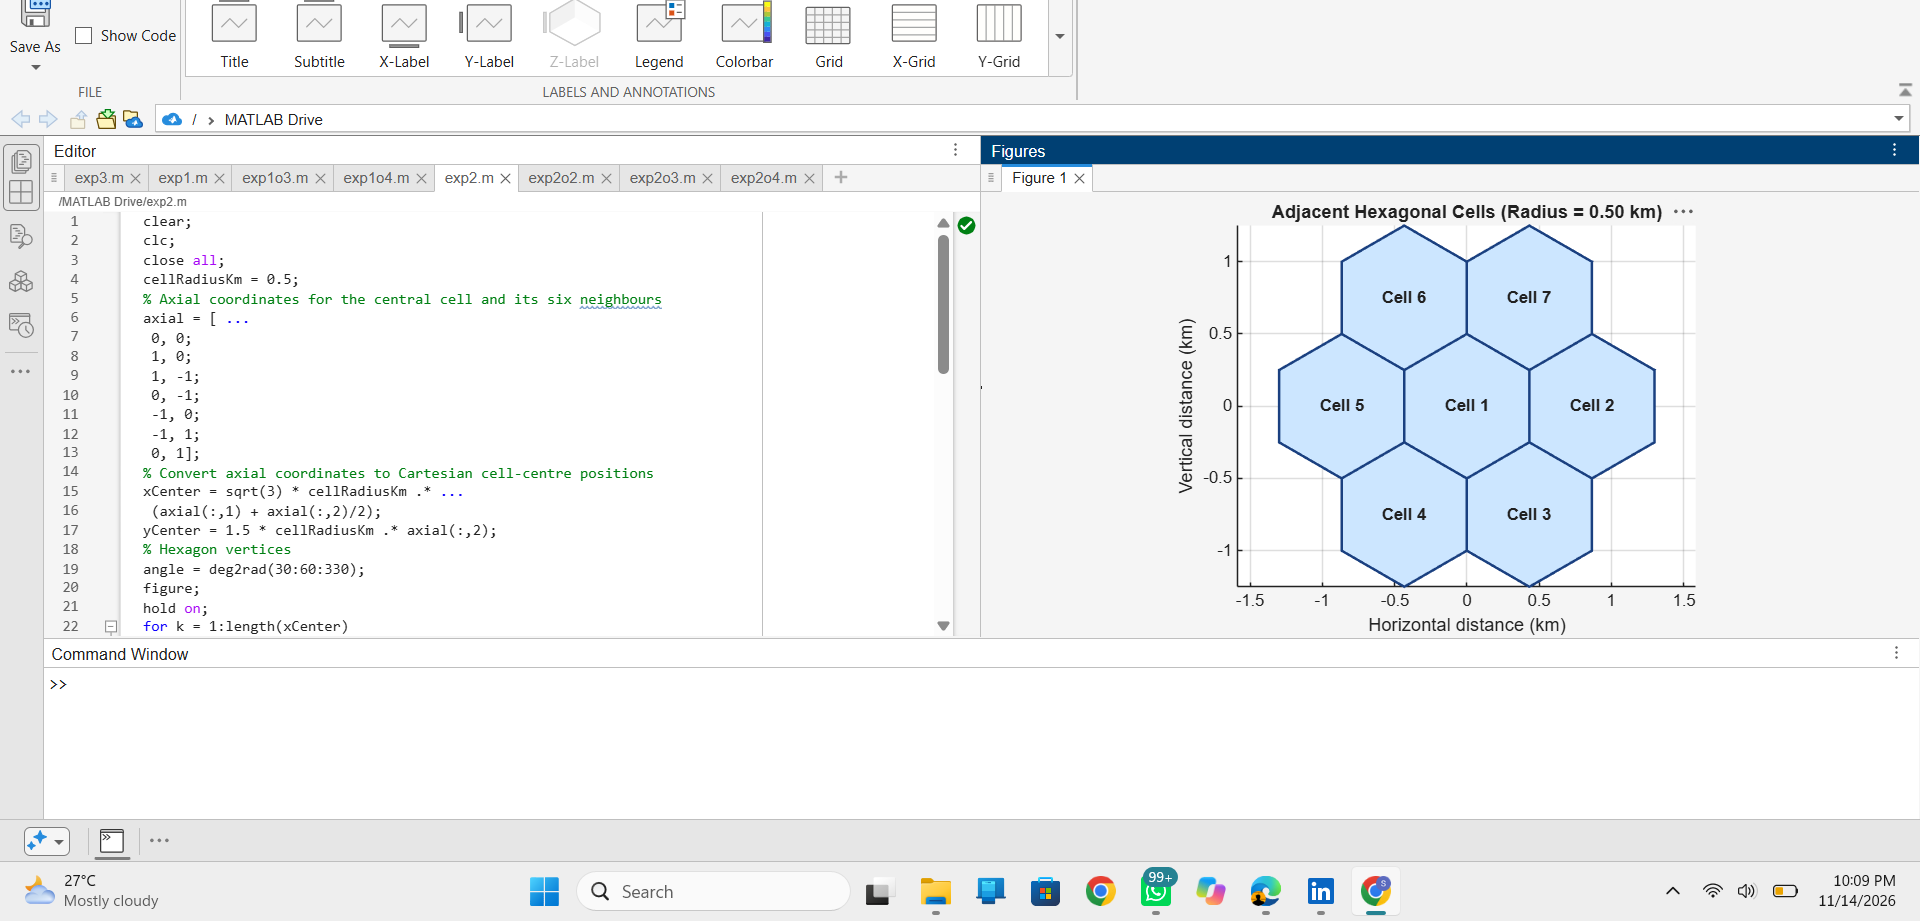 Save As
Show Code
Title
Subtitle
X-Label
Y-Label
Z-Label
Legend
Colorbar
Grid
X-Grid
Y-Grid
FILE
LABELS AND ANNOTATIONS
/ › MATLAB Drive
Editor
exp3.m
exp1.m
exp1o3.m
exp1o4.m
exp2.m
exp2o2.m
exp2o3.m
exp2o4.m
/MATLAB Drive/exp2.m
1 clear;
2 clc;
3 close all;
4 cellRadiusKm = 0.5;
5 % Axial coordinates for the central cell and its six neighbours
6 axial = [ ...
7 0, 0;
8 1, 0;
9 1, -1;
10 0, -1;
11 -1, 0;
12 -1, 1;
13 0, 1];
14 % Convert axial coordinates to Cartesian cell-centre positions
15 xCenter = sqrt(3) * cellRadiusKm .* ...
16 (axial(:,1) + axial(:,2)/2);
17 yCenter = 1.5 * cellRadiusKm .* axial(:,2);
18 % Hexagon vertices
19 angle = deg2rad(30:60:330);
20 figure;
21 hold on;
22 for k = 1:length(xCenter)
Figures
Figure 1
Adjacent Hexagonal Cells (Radius = 0.50 km)
Vertical distance (km)
1
0.5
0
-0.5
-1
Cell 6
Cell 7
Cell 5
Cell 1
Cell 2
Cell 4
Cell 3
-1.5
-1
-0.5
0
0.5
1
1.5
Horizontal distance (km)
Command Window
>>
27°C
Mostly cloudy
Search
99+
in
S
10:09 PM
11/14/2026